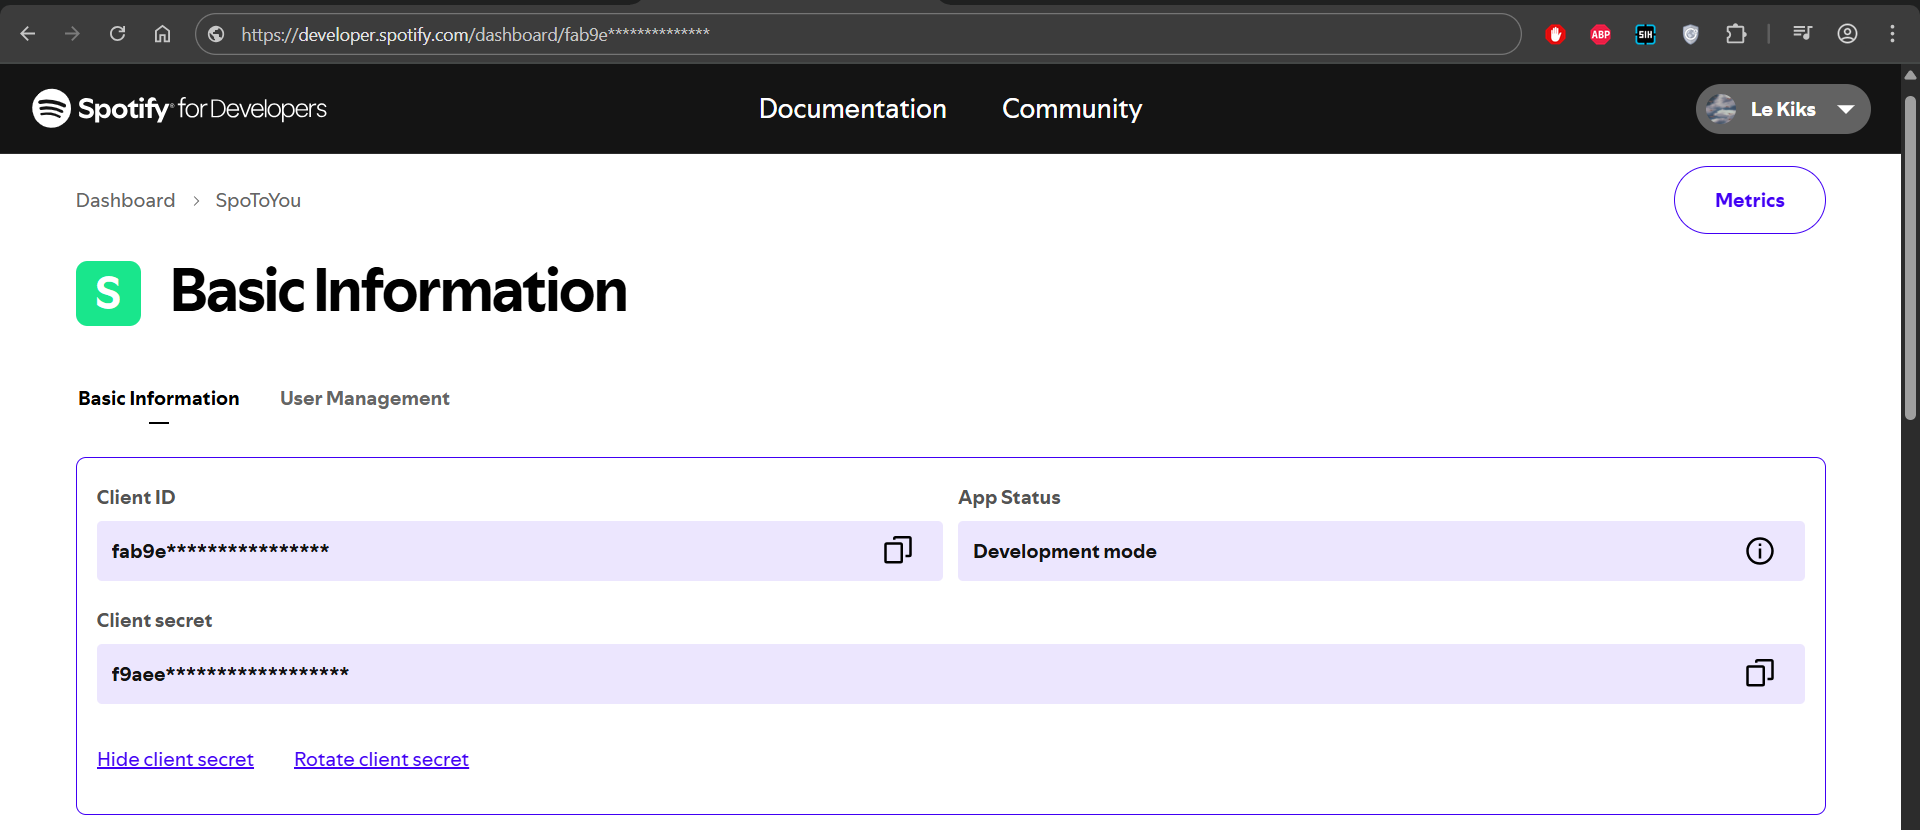 https://developer.spotify.com/dashboard/fab9e**************
ABP
SIH
Spotify® for Developers
Documentation
Community
Le Kiks
Dashboard > SpoToYou
Metrics
S
Basic Information
Basic Information
User Management
Client ID
App Status
fab9e****************
Development mode
Client secret
f9aee******************
Hide client secret
Rotate client secret